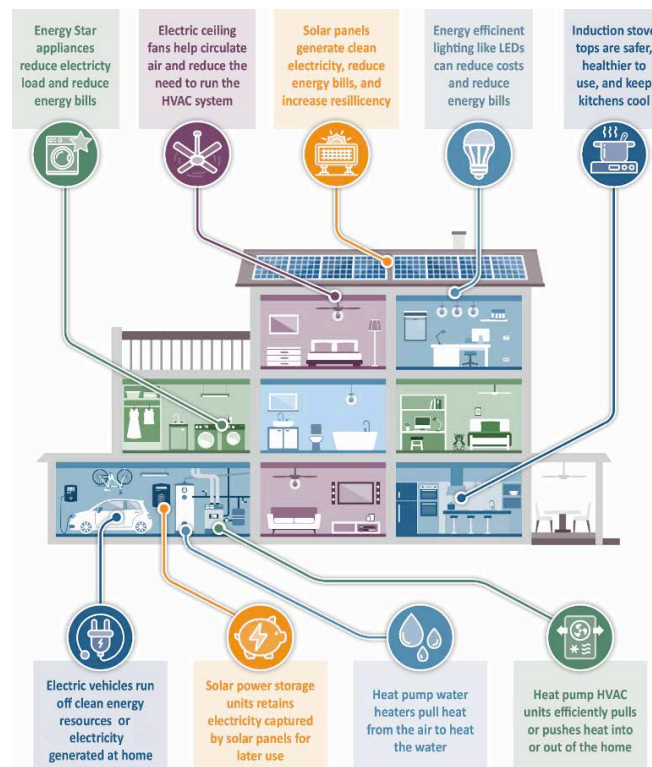 Energy Star
appliances
reduce electricty
load and reduce
energy bills
Electric ceiling
fans help circulate
air and reduce the
need to run the
HVAC system
Solar panels
generate clean
electricity, reduce
energy bills, and
increase resillicency
Energy efficinent
lighting like LEDs
can reduce costs
and reduce
energy bills
Induction stove
tops are safer,
healthier to
use, and keep
kitchens cool
Electric vehicles run
off clean energy
resources or
electricity
generated at home
Solar power storage
units retains
electricity captured
by solar panels for
later use
Heat pump water
heaters pull heat
from the air to heat
the water
Heat pump HVAC
units efficiently pulls
or pushes heat into
or out of the home